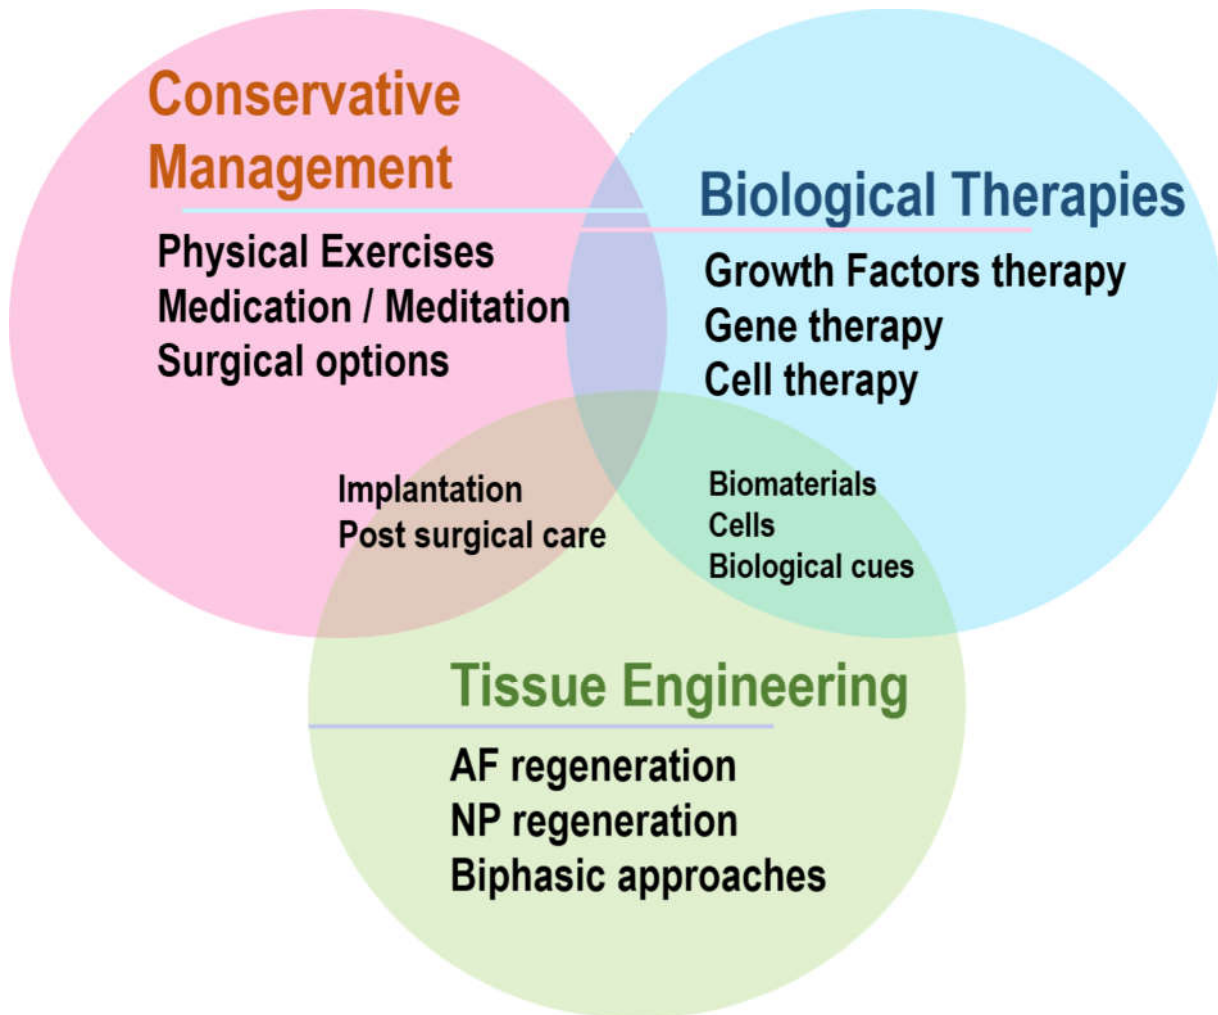 Conservative
Management
Physical Exercises
Medication / Meditation
Surgical options
Biological Therapies
Growth Factors therapy
Gene therapy
Cell therapy
Implantation
Post surgical care
Biomaterials
Cells
Biological cues
Tissue Engineering
AF regeneration
NP regeneration
Biphasic approaches